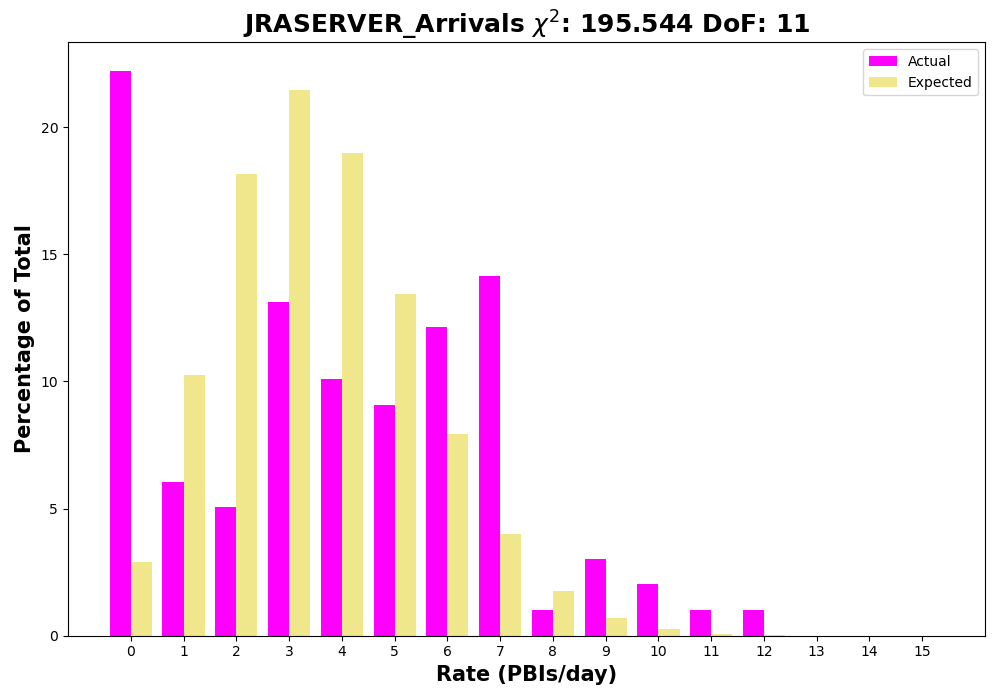 JRASERVER_Arrivals χ²: 195.544 DoF: 11
Actual
Expected
Percentage of Total
20
15
10
5
0
0 1 2 3 4 5 6 7 8 9 10 11 12 13 14 15
Rate (PBIs/day)